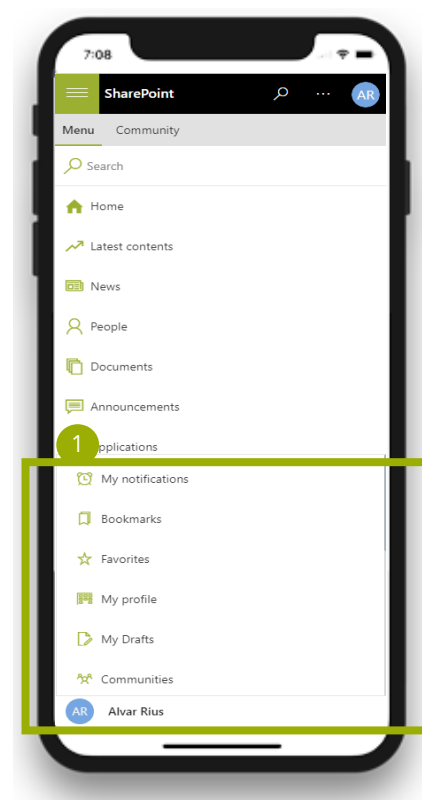 7:08
SharePoint ... AR
Menu Community
Search
Home
Latest contents
News
People
Documents
Announcements
1 pplications
My notifications
Bookmarks
Favorites
My profile
My Drafts
Communities
AR Alvar Rius